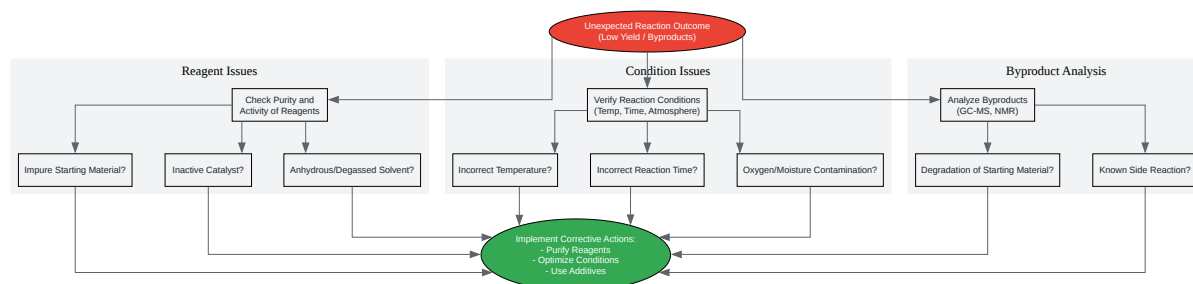 Unexpected Reaction Outcome
(Low Yield / Byproducts)
Reagent Issues
Condition Issues
Byproduct Analysis
Check Purity and
Activity of Reagents
Verify Reaction Conditions
(Temp, Time, Atmosphere)
Analyze Byproducts
(GC-MS, NMR)
Impure Starting Material?
Inactive Catalyst?
Anhydrous/Degassed Solvent?
Incorrect Temperature?
Incorrect Reaction Time?
Oxygen/Moisture Contamination?
Degradation of Starting Material?
Known Side Reaction?
Implement Corrective Actions:
- Purify Reagents
- Optimize Conditions
- Use Additives